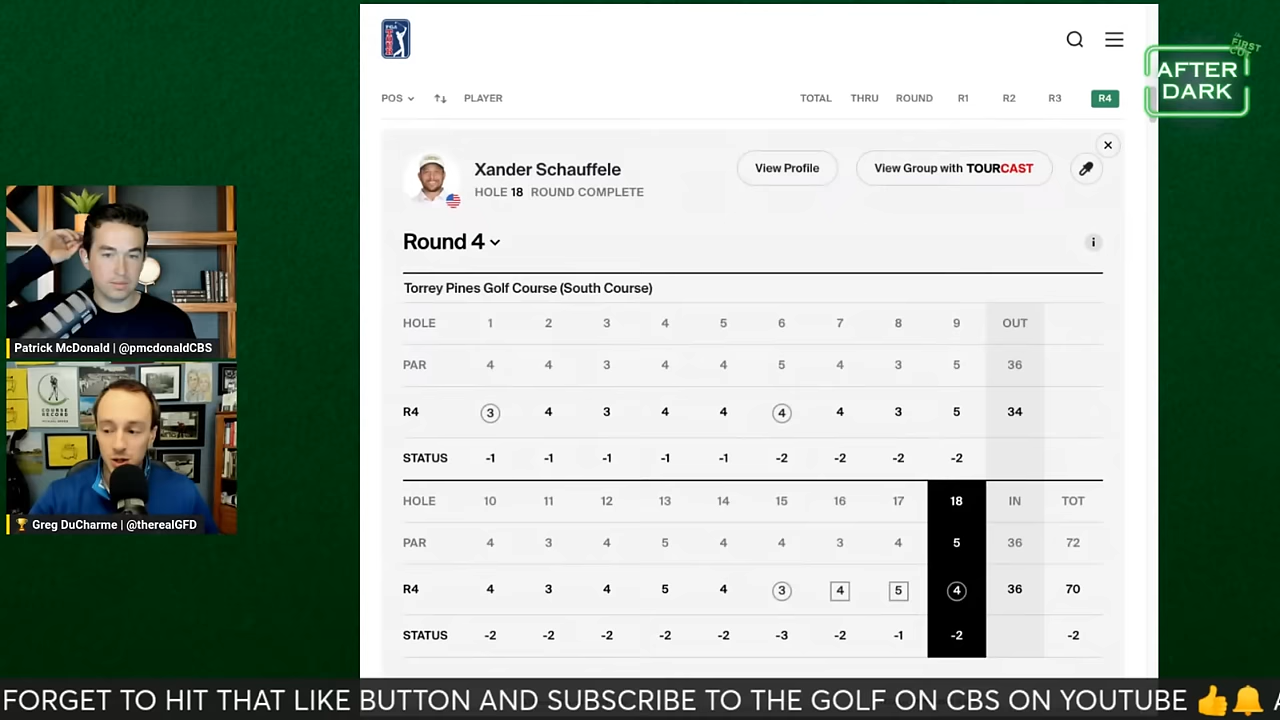 PGA TOUR
THE FIRST CUT
AFTER DARK
POS PLAYER TOTAL THRU ROUND R1 R2 R3 R4
Xander Schauffele
HOLE 18 ROUND COMPLETE
View Profile
View Group with TOURCAST
Round 4
i
Torrey Pines Golf Course (South Course)
HOLE 1 2 3 4 5 6 7 8 9 OUT
PAR 4 4 3 4 4 5 4 3 5 36
R4 3 4 3 4 4 4 4 3 5 34
STATUS -1 -1 -1 -1 -1 -2 -2 -2 -2
HOLE 10 11 12 13 14 15 16 17 18 IN TOT
PAR 4 3 4 5 4 4 3 4 5 36 72
R4 4 3 4 5 4 3 4 5 4 36 70
STATUS -2 -2 -2 -2 -2 -3 -2 -1 -2 -2
Patrick McDonald | @pmcdonaldCBS
COURSE
RECORD
Greg DuCharme | @therealGFD
FORGET TO HIT THAT LIKE BUTTON AND SUBSCRIBE TO THE GOLF ON CBS ON YOUTUBE 👍🔔 A